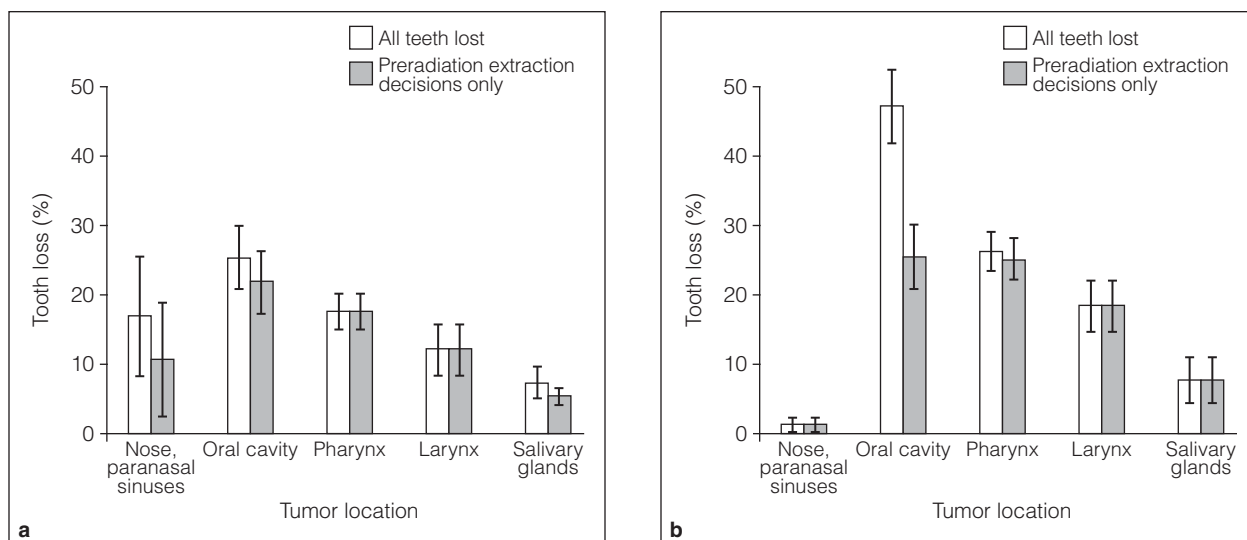 All teeth lost
Preradiation extraction
decisions only
50
40
30
20
10
0
Tooth loss (%)
Nose,
paranasal
sinuses
Oral cavity
Pharynx
Larynx
Salivary
glands
Tumor location
a
All teeth lost
Preradiation extraction
decisions only
50
40
30
20
10
0
Tooth loss (%)
Nose,
paranasal
sinuses
Oral cavity
Pharynx
Larynx
Salivary
glands
Tumor location
b